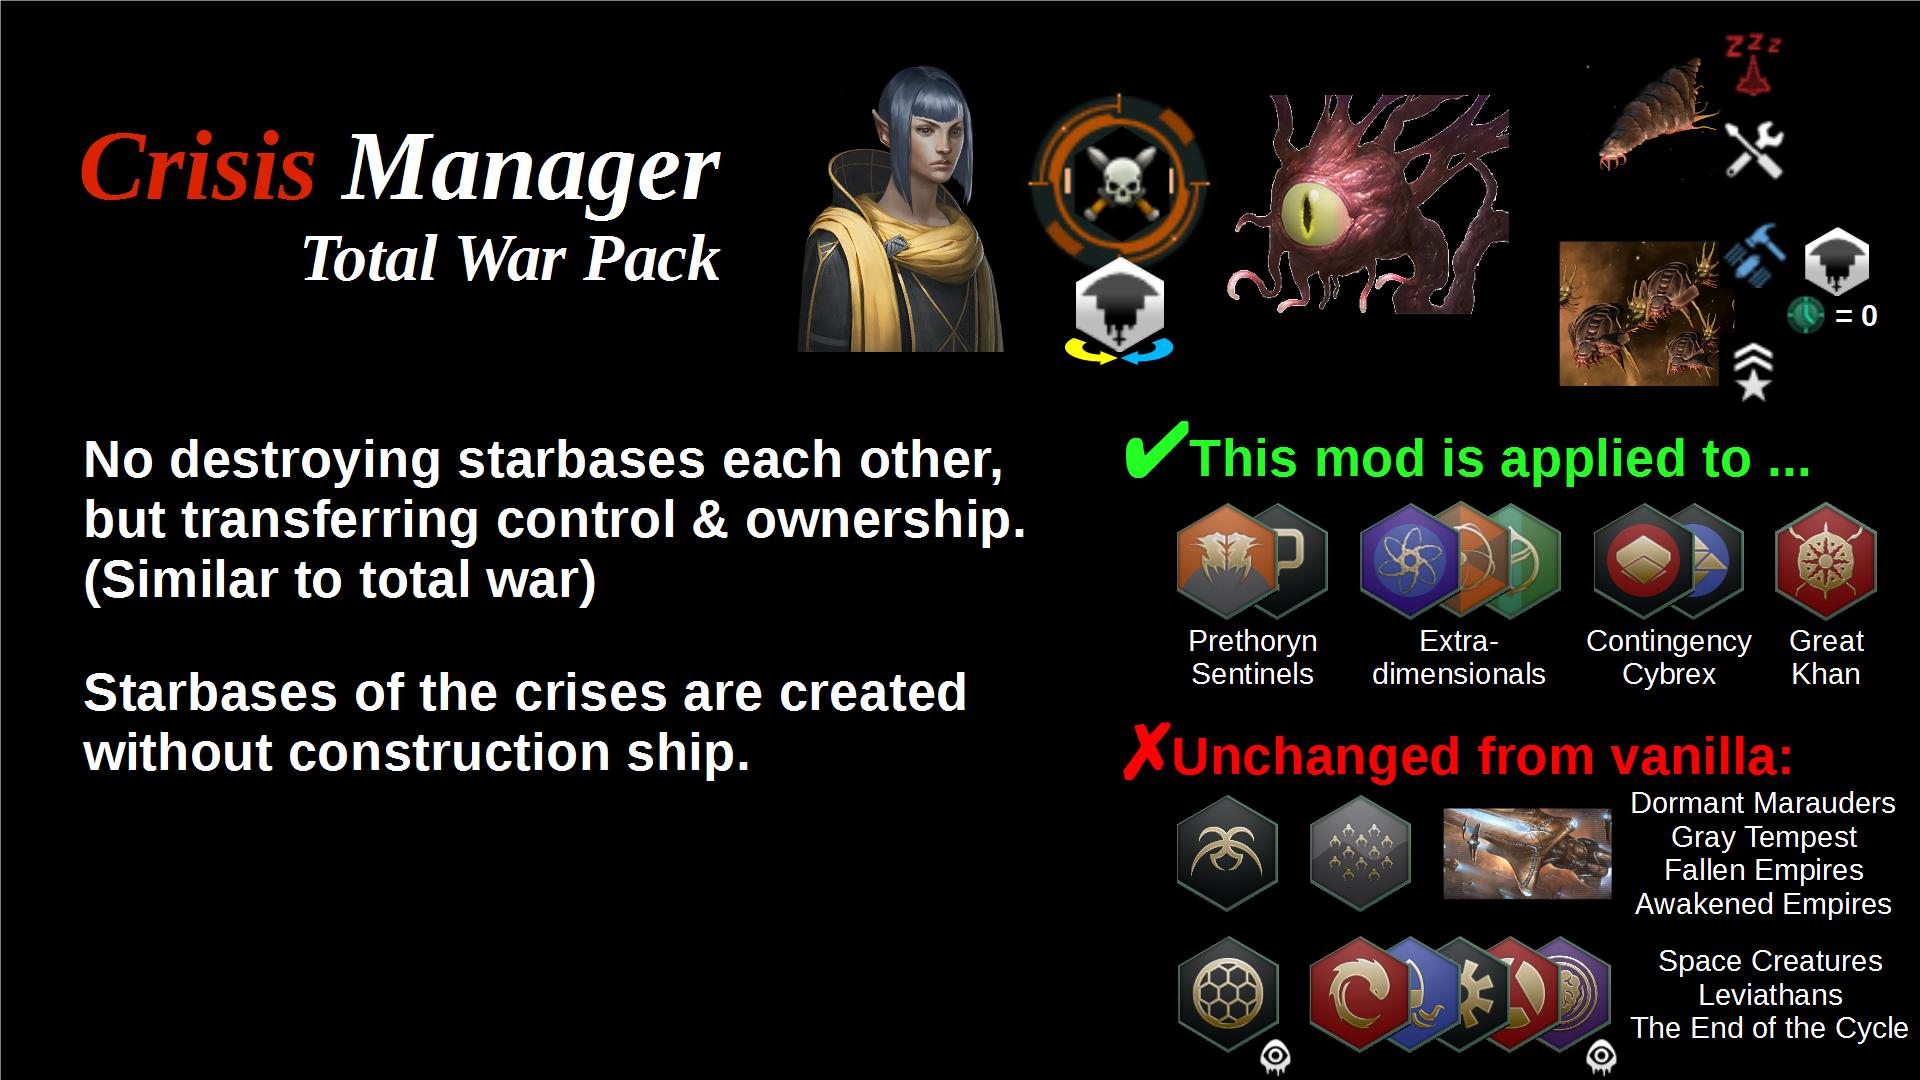 Crisis Manager
Total War Pack
z z z
= 0
No destroying starbases each other,
but transferring control & ownership.
(Similar to total war)
Starbases of the crises are created
without construction ship.
✔This mod is applied to ...
Prethoryn
Sentinels
Extra-
dimensionals
Contingency
Cybrex
Great
Khan
✗Unchanged from vanilla:
Dormant Marauders
Gray Tempest
Fallen Empires
Awakened Empires
Space Creatures
Leviathans
The End of the Cycle